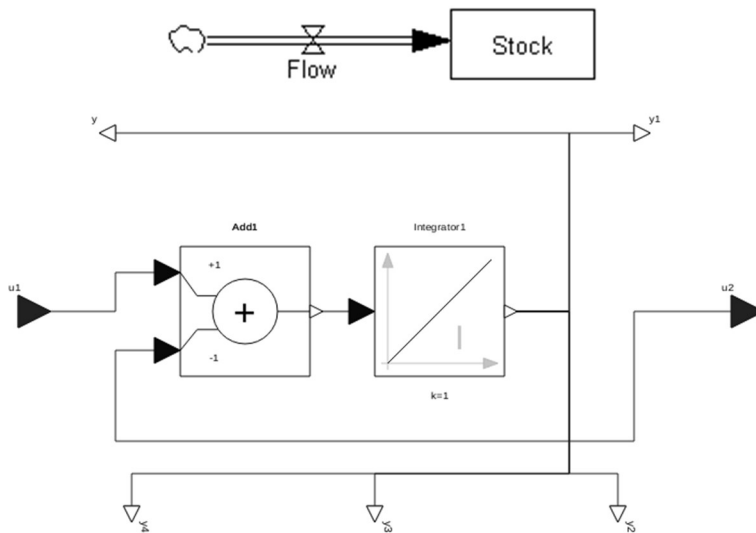 Stock
Flow
y
y1
Add1
Integrator1
+1
u1
u2
+
I
-1
k=1
y4
y3
y2